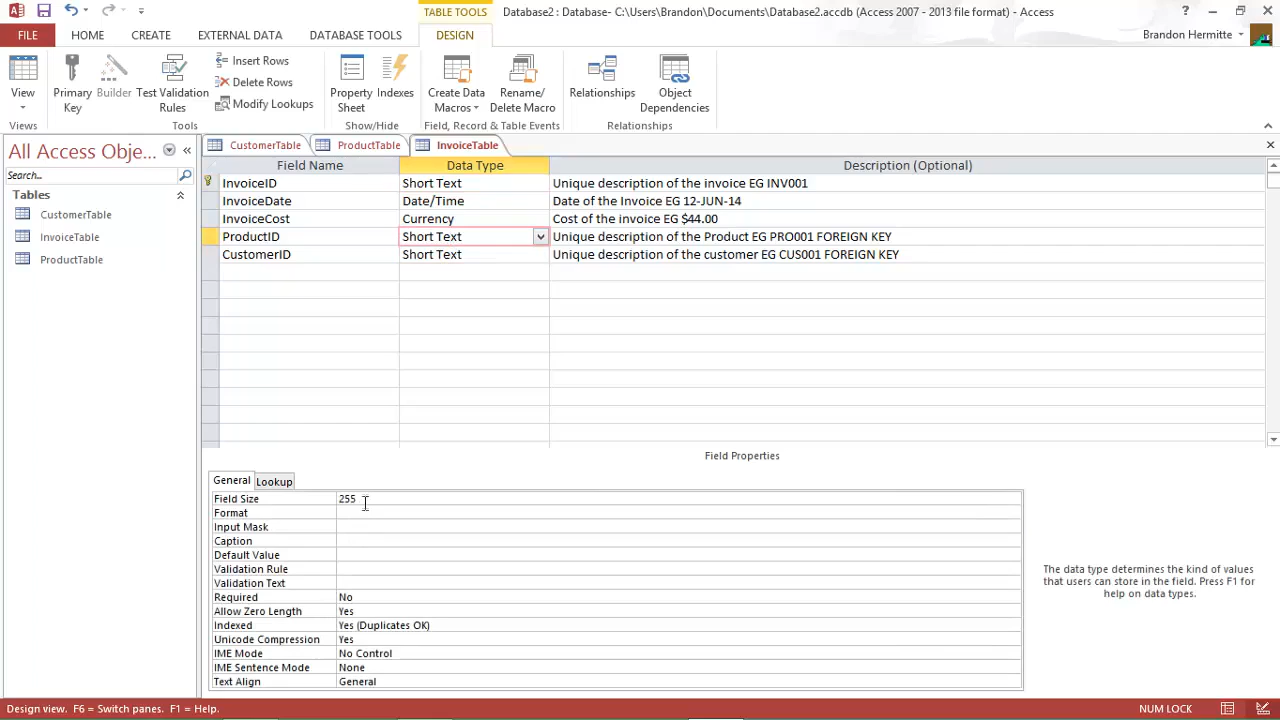 TABLE TOOLS
Database2 : Database- C:\Users\Brandon\Documents\Database2.accdb (Access 2007 - 2013 file format) - Access
FILE HOME CREATE EXTERNAL DATA DATABASE TOOLS DESIGN Brandon Hermitte
View
Primary Key
Builder
Test Validation Rules
Insert Rows
Delete Rows
Modify Lookups
Property Sheet
Indexes
Create Data Macros
Rename/ Delete Macro
Relationships
Object Dependencies
Views Tools Show/Hide Field, Record & Table Events Relationships
All Access Obje...
Search...
Tables
CustomerTable
InvoiceTable
ProductTable
CustomerTable ProductTable InvoiceTable
Field Name Data Type Description (Optional)
InvoiceID Short Text Unique description of the invoice EG INV001
InvoiceDate Date/Time Date of the Invoice EG 12-JUN-14
InvoiceCost Currency Cost of the invoice EG $44.00
ProductID Short Text Unique description of the Product EG PRO001 FOREIGN KEY
CustomerID Short Text Unique description of the customer EG CUS001 FOREIGN KEY
Field Properties
General Lookup
Field Size 255
Format
Input Mask
Caption
Default Value
Validation Rule
Validation Text
Required No
Allow Zero Length Yes
Indexed Yes (Duplicates OK)
Unicode Compression Yes
IME Mode No Control
IME Sentence Mode None
Text Align General
The data type determines the kind of values
that users can store in the field. Press F1 for
help on data types.
Design view. F6 = Switch panes. F1 = Help. NUM LOCK